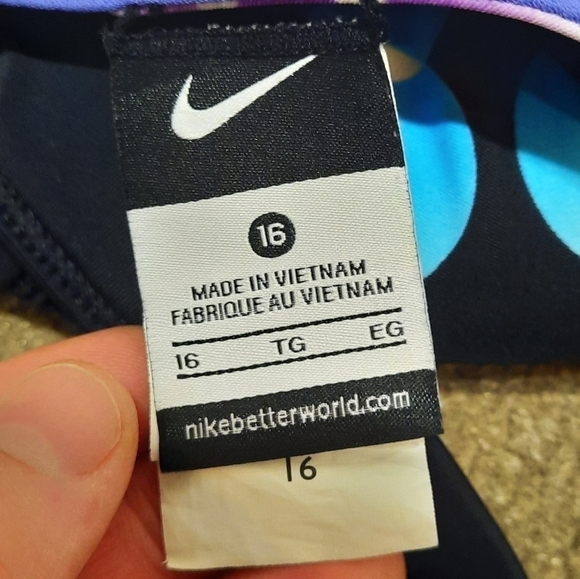 16
MADE IN VIETNAM
FABRIQUE AU VIETNAM
16 TG EG
nikebetterworld.com
16